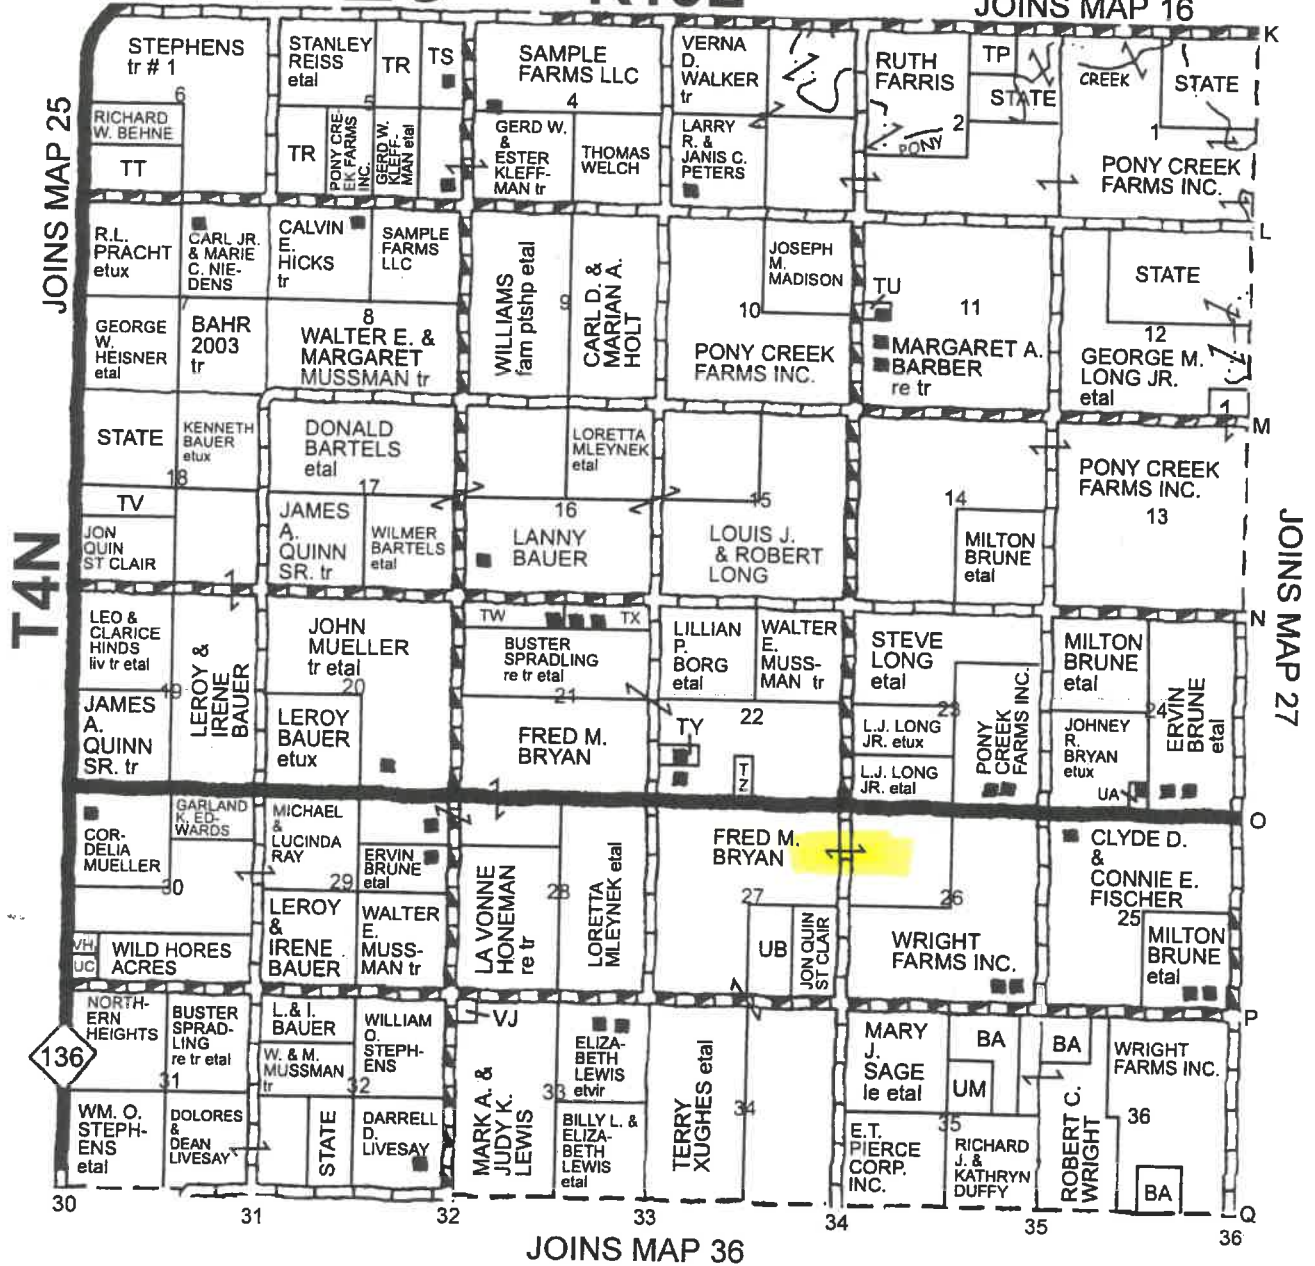 JOINS MAP 16
K
STEPHENS
tr # 1
6
RICHARD
W. BEHNE
TT
STANLEY
REISS
etal
TR
TS
5
TR
PONY CRE-
EK FARMS
INC.
GERD W.
KLEFF-
MAN etal
SAMPLE
FARMS LLC
4
GERD W.
&
ESTER
KLEFF-
MAN tr
THOMAS
WELCH
VERNA
D.
WALKER
tr
LARRY
R. &
JANIS C.
PETERS
RUTH
FARRIS
2
PONY
TP
STATE
CREEK
STATE
1
PONY CREEK
FARMS INC.
JOINS MAP 25
L
R.L.
PRACHT
etux
CARL JR.
& MARIE
C. NIE-
DENS
7
GEORGE
W.
HEISNER
etal
BAHR
2003
tr
CALVIN
E.
HICKS
tr
SAMPLE
FARMS
LLC
8
WALTER E. &
MARGARET
MUSSMAN tr
WILLIAMS
fam ptshp etal
9
CARL D. &
MARIAN A.
HOLT
JOSEPH
M.
MADISON
10
PONY CREEK
FARMS INC.
TU
11
MARGARET A.
BARBER
re tr
STATE
12
GEORGE M.
LONG JR.
etal
1
M
STATE
KENNETH
BAUER
etux
18
TV
JON
QUIN
ST CLAIR
DONALD
BARTELS
etal
17
JAMES
A.
QUINN
SR. tr
WILMER
BARTELS
etal
LORETTA
MLEYNEK
etal
16
LANNY
BAUER
15
LOUIS J.
& ROBERT
LONG
14
MILTON
BRUNE
etal
PONY CREEK
FARMS INC.
13
T4N
JOINS MAP 27
N
LEO &
CLARICE
HINDS
liv tr etal
19
JAMES
A.
QUINN
SR. tr
LEROY &
IRENE
BAUER
JOHN
MUELLER
tr etal
20
LEROY
BAUER
etux
TW
TX
BUSTER
SPRADLING
re tr etal
21
FRED M.
BRYAN
LILLIAN
P.
BORG
etal
WALTER
E.
MUSS-
MAN tr
22
TY
TZ
STEVE
LONG
etal
23
L.J. LONG
JR. etux
L.J. LONG
JR. etal
PONY
CREEK
FARMS INC.
MILTON
BRUNE
etal
24
JOHNEY
R.
BRYAN
etux
UA
ERVIN
BRUNE
etal
O
COR-
DELIA
MUELLER
GARLAND
K. ED-
WARDS
30
VH
UC
WILD HORES
ACRES
MICHAEL
&
LUCINDA
RAY
ERVIN
BRUNE
etal
29
LEROY
&
IRENE
BAUER
WALTER
E.
MUSS-
MAN tr
LA VONNE
HONEMAN
re tr
28
LORETTA
MLEYNEK etal
FRED M.
BRYAN
27
UB
JON QUIN
ST CLAIR
26
WRIGHT
FARMS INC.
CLYDE D.
&
CONNIE E.
FISCHER
25
MILTON
BRUNE
etal
P
136
NORTH-
ERN
HEIGHTS
BUSTER
SPRAD-
LING
re tr etal
31
WM. O.
STEPH-
ENS
etal
DOLORES
&
DEAN
LIVESAY
L.& I.
BAUER
W. & M.
MUSSMAN
tr
WILLIAM
O.
STEPH-
ENS
32
STATE
DARRELL
D.
LIVESAY
VJ
MARK A. &
JUDY K.
LEWIS
ELIZA-
BETH
LEWIS
etvir
33
BILLY L. &
ELIZA-
BETH
LEWIS
etal
TERRY
XUGHES etal
34
MARY
J.
SAGE
le etal
BA
UM
35
E.T.
PIERCE
CORP.
INC.
RICHARD
J. &
KATHRYN
DUFFY
BA
ROBERT C.
WRIGHT
WRIGHT
FARMS INC.
36
BA
Q
30
31
32
33
34
35
36
JOINS MAP 36